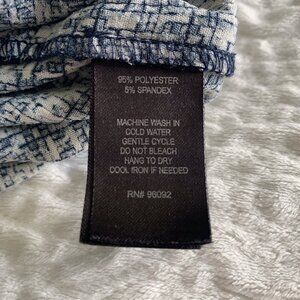 95% POLYESTER
5% SPANDEX
MACHINE WASH IN
COLD WATER
GENTLE CYCLE
DO NOT BLEACH
HANG TO DRY
COOL IRON IF NEEDED
RN# 96092